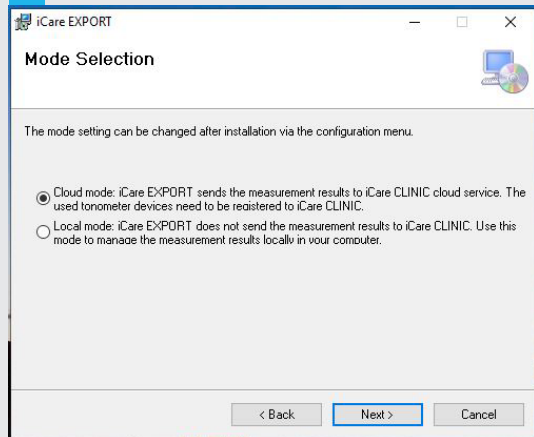 iCare EXPORT
Mode Selection
The mode setting can be changed after installation via the configuration menu.
Cloud mode: iCare EXPORT sends the measurement results to iCare CLINIC cloud service. The
used tonometer devices need to be registered to iCare CLINIC.
Local mode: iCare EXPORT does not send the measurement results to iCare CLINIC. Use this
mode to manage the measurement results locally in your computer.
< Back
Next >
Cancel